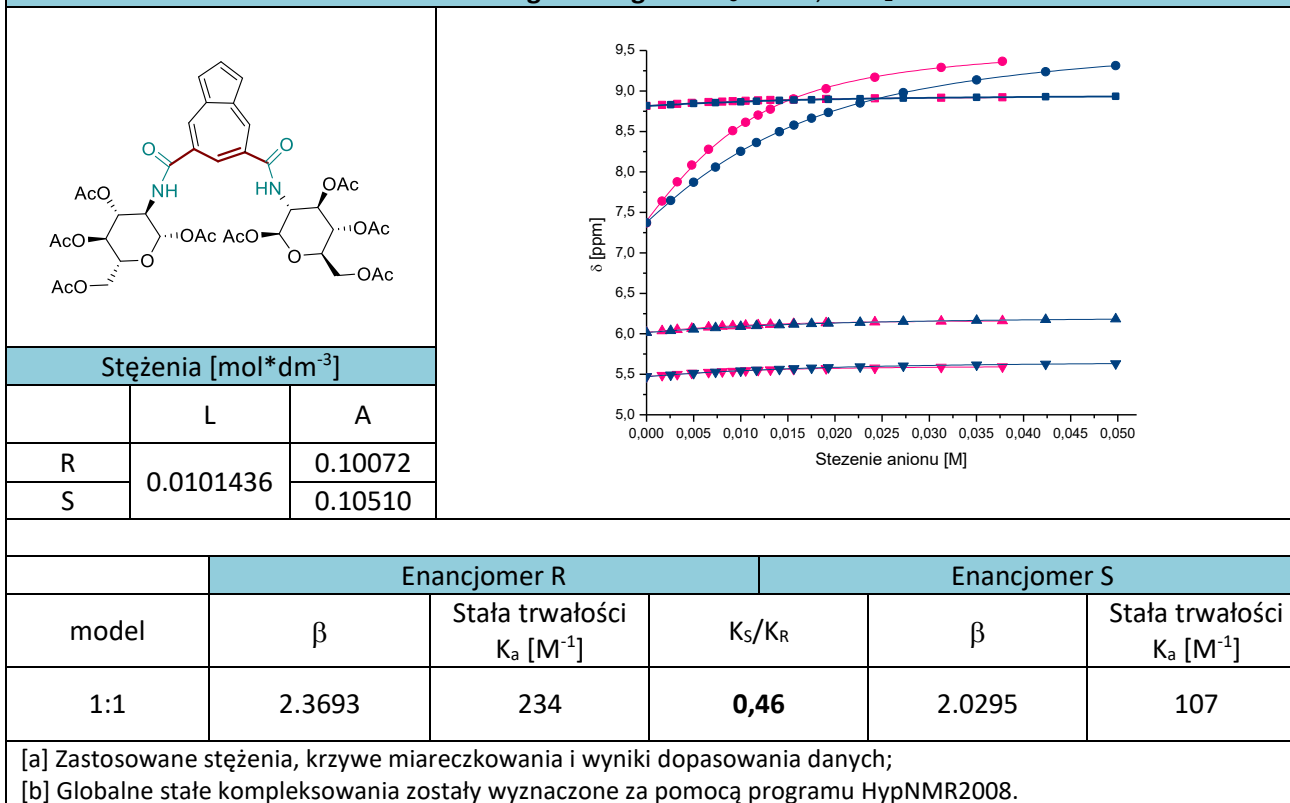 O
O
NH
HN
AcO
OAc
AcO
OAc
AcO
OAc
O
O
AcO
OAc
9,5
9,0
8,5
8,0
7,5
7,0
6,5
6,0
5,5
5,0
δ [ppm]
0,000 0,005 0,010 0,015 0,020 0,025 0,030 0,035 0,040 0,045 0,050
Stezenie anionu [M]
Stężenia [mol*dm-3]
L A
R 0.0101436 0.10072
S 0.10510
Enancjomer R Enancjomer S
model β Stała trwałości Ka [M-1] KS/KR β Stała trwałości Ka [M-1]
1:1 2.3693 234 0,46 2.0295 107
[a] Zastosowane stężenia, krzywe miareczkowania i wyniki dopasowania danych;
[b] Globalne stałe kompleksowania zostały wyznaczone za pomocą programu HypNMR2008.